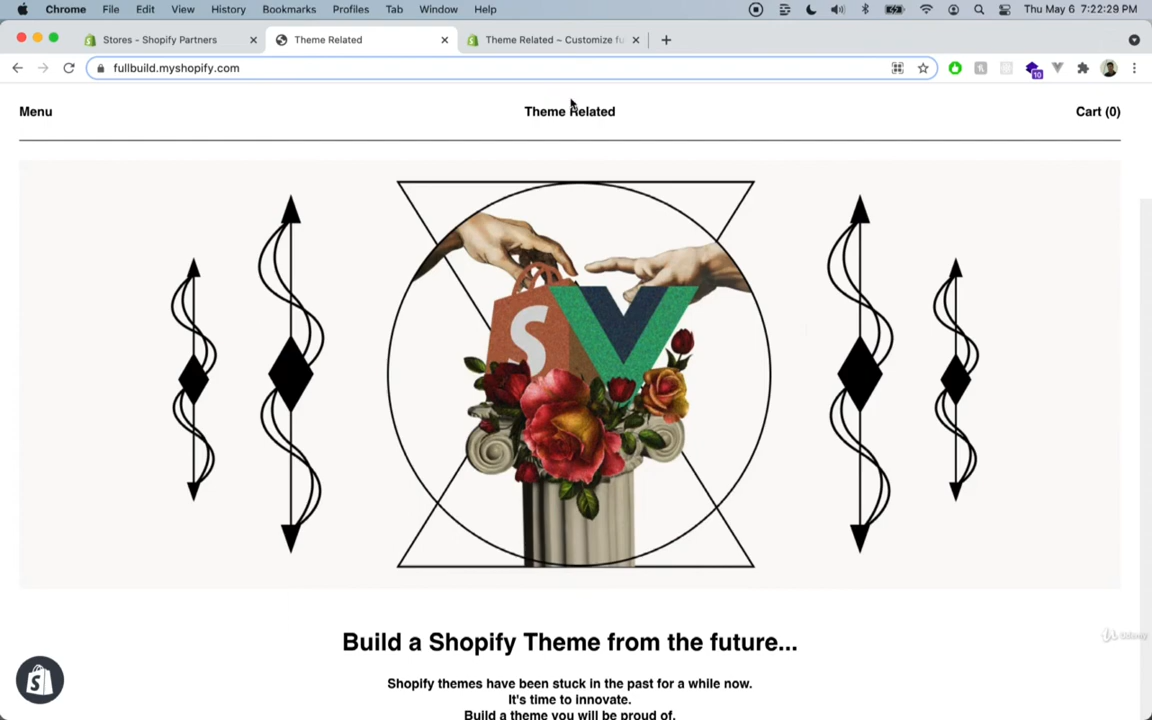 Chrome File Edit View History Bookmarks Profiles Tab Window Help Thu May 6 7:22:29 PM
Stores - Shopify Partners
Theme Related
Theme Related ~ Customize fu
fullbuild.myshopify.com
10
Menu
Theme Related
Cart (0)
S
Build a Shopify Theme from the future...
Shopify themes have been stuck in the past for a while now.
It's time to innovate.
Build a theme you will be proud of.
Udemy